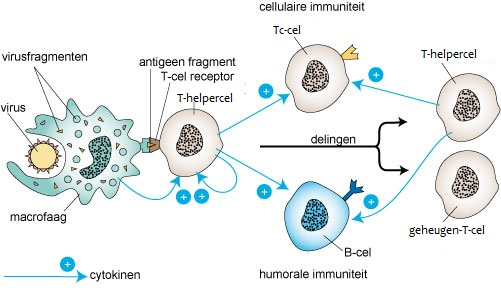 cellulaire immuniteit
Tc-cel
virusfragmenten
antigeen fragment
T-cel receptor
T-helpercel
T-helpercel
virus
+
+
delingen
macrofaag
+ +
+
geheugen-T-cel
B-cel
+
cytokinen
humorale immuniteit